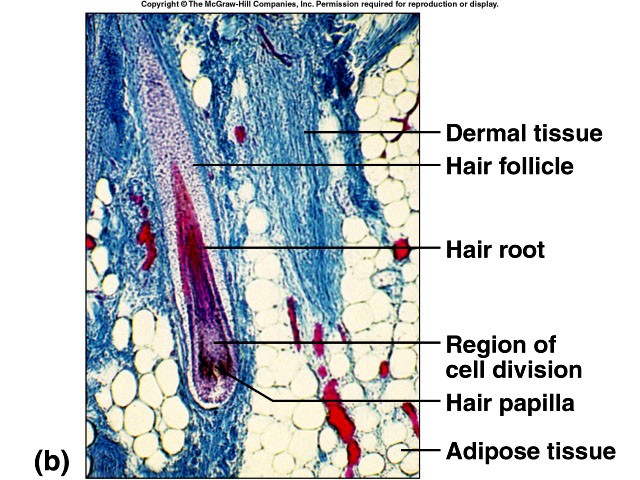 Copyright © The McGraw-Hill Companies, Inc. Permission required for reproduction or display.
Dermal tissue
Hair follicle
Hair root
Region of
cell division
Hair papilla
Adipose tissue
(b)